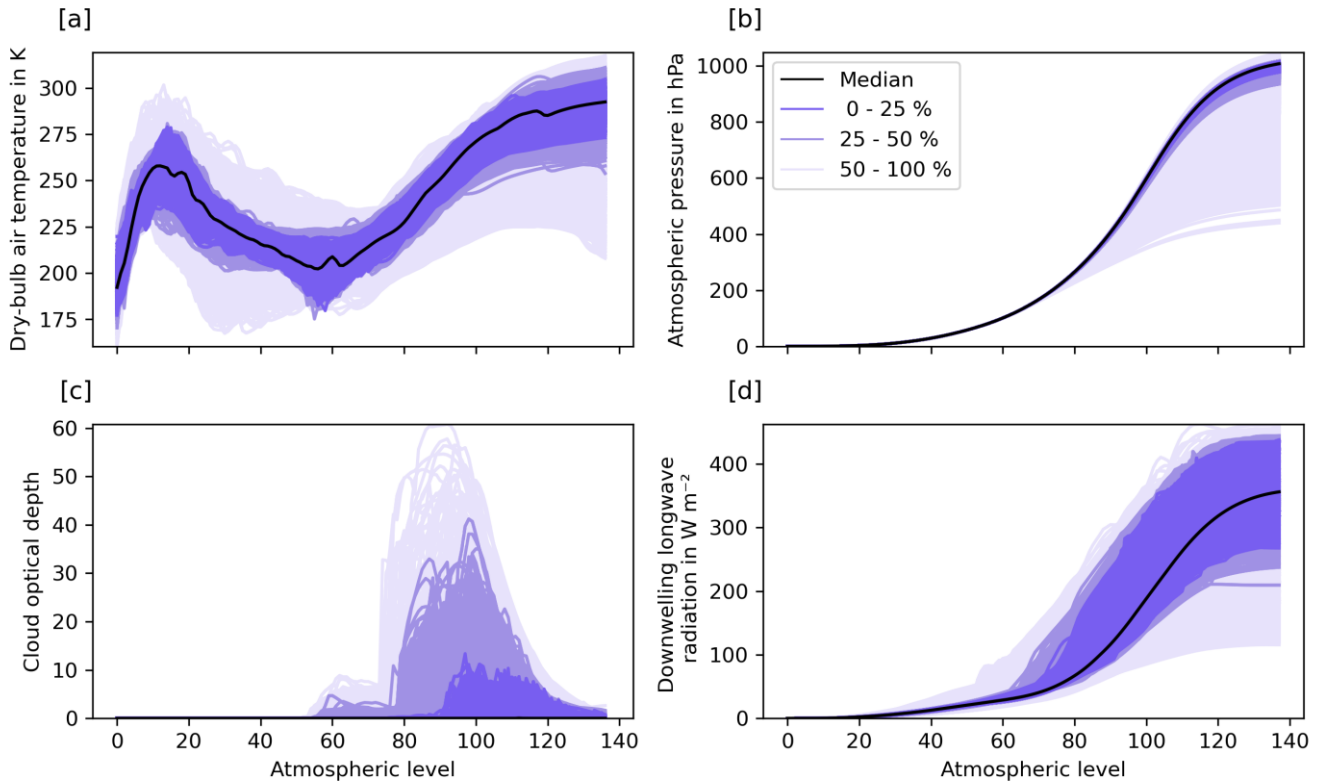 [a]
Dry-bulb air temperature in K
300
275
250
225
200
175
[b]
Atmospheric pressure in hPa
1000
800
600
400
200
0
Median
0 - 25 %
25 - 50 %
50 - 100 %
[c]
Cloud optical depth
60
50
40
30
20
10
0
0 20 40 60 80 100 120 140
Atmospheric level
[d]
Downwelling longwave
radiation in W m⁻²
400
300
200
100
0
0 20 40 60 80 100 120 140
Atmospheric level